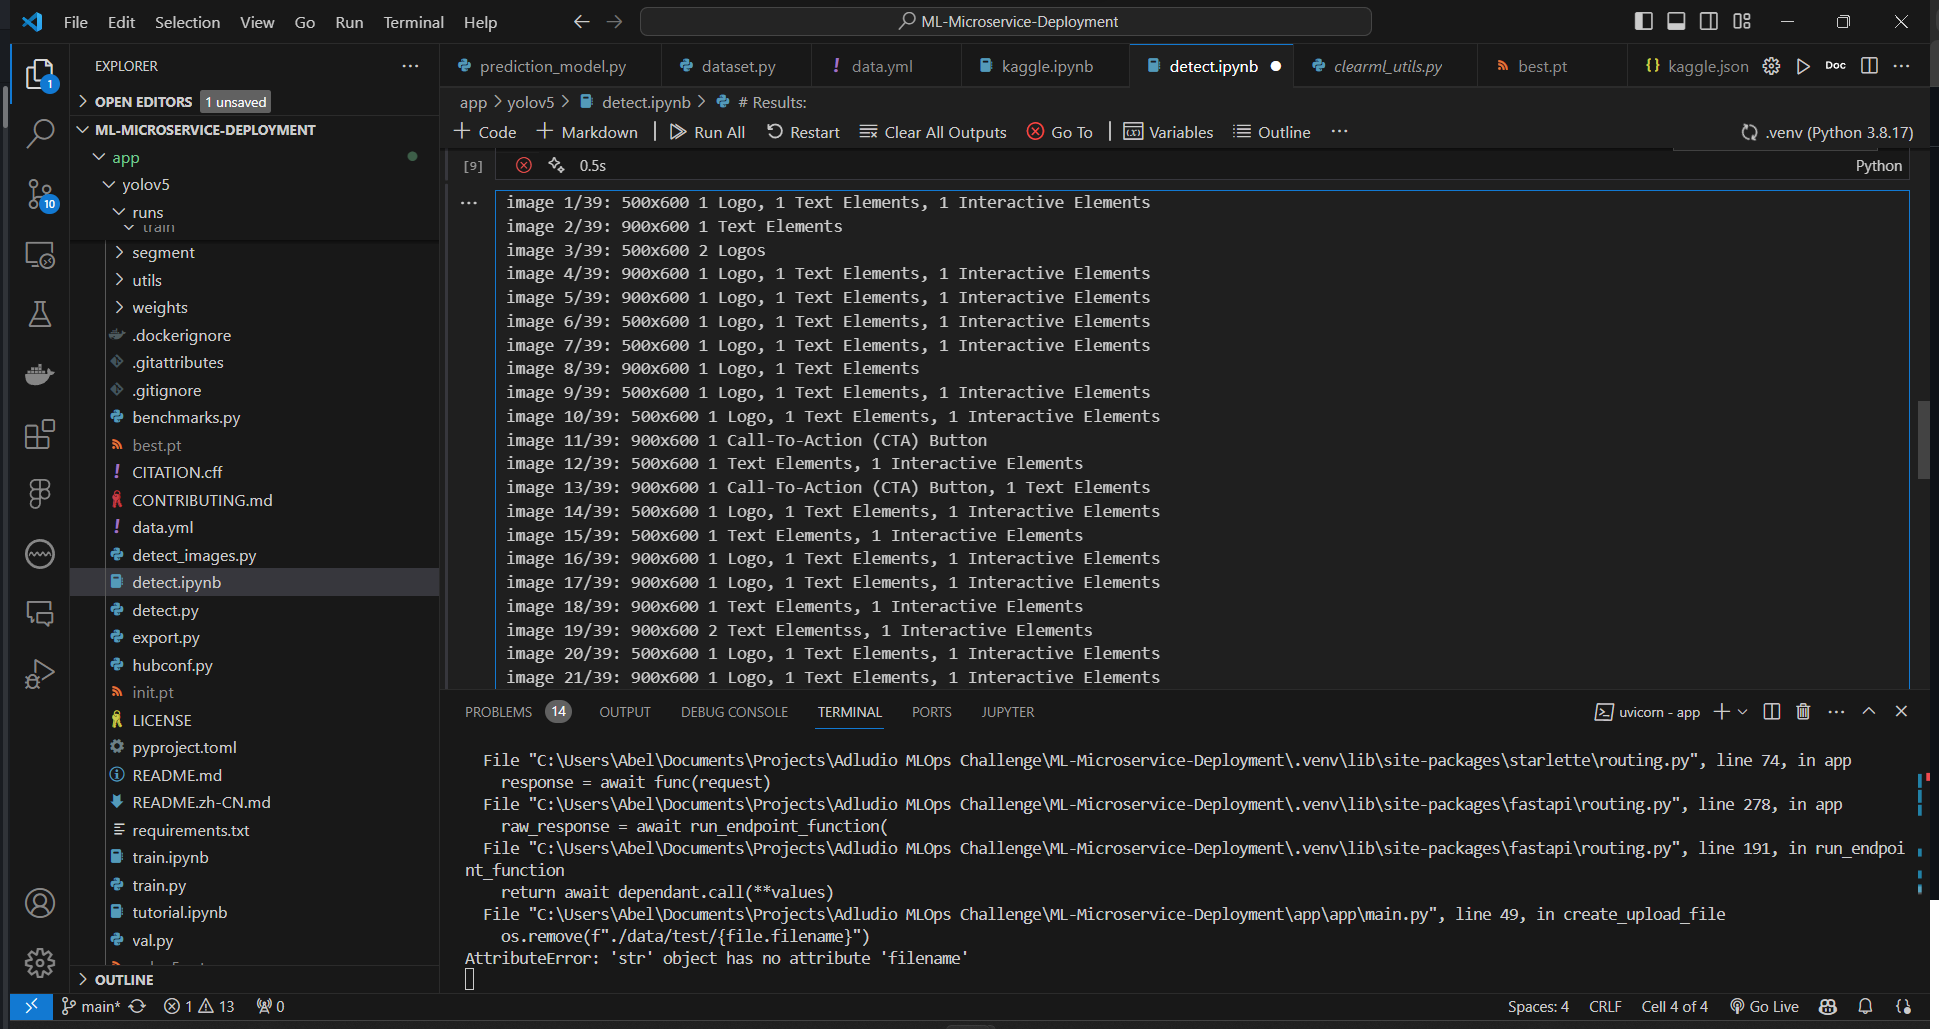 File Edit Selection View Go Run Terminal Help
ML-Microservice-Deployment
EXPLORER
prediction_model.py dataset.py ! data.yml kaggle.ipynb detect.ipynb clearml_utils.py best.pt {} kaggle.json Doc
1
OPEN EDITORS 1 unsaved
app > yolov5 > detect.ipynb > # Results:
ML-MICROSERVICE-DEPLOYMENT
+ Code + Markdown | Run All Restart Clear All Outputs Go To | Variables Outline ... .venv (Python 3.8.17)
app
yolov5
runs
train
segment
utils
weights
.dockerignore
.gitattributes
.gitignore
benchmarks.py
best.pt
! CITATION.cff
CONTRIBUTING.md
! data.yml
detect_images.py
detect.ipynb
detect.py
export.py
hubconf.py
init.pt
LICENSE
pyproject.toml
README.md
README.zh-CN.md
requirements.txt
train.ipynb
train.py
tutorial.ipynb
val.py
OUTLINE
10
[9] 0.5s Python
image 1/39: 500x600 1 Logo, 1 Text Elements, 1 Interactive Elements
image 2/39: 900x600 1 Text Elements
image 3/39: 500x600 2 Logos
image 4/39: 900x600 1 Logo, 1 Text Elements, 1 Interactive Elements
image 5/39: 900x600 1 Logo, 1 Text Elements, 1 Interactive Elements
image 6/39: 500x600 1 Logo, 1 Text Elements, 1 Interactive Elements
image 7/39: 500x600 1 Logo, 1 Text Elements, 1 Interactive Elements
image 8/39: 900x600 1 Logo, 1 Text Elements
image 9/39: 500x600 1 Logo, 1 Text Elements, 1 Interactive Elements
image 10/39: 500x600 1 Logo, 1 Text Elements, 1 Interactive Elements
image 11/39: 900x600 1 Call-To-Action (CTA) Button
image 12/39: 500x600 1 Text Elements, 1 Interactive Elements
image 13/39: 900x600 1 Call-To-Action (CTA) Button, 1 Text Elements
image 14/39: 500x600 1 Logo, 1 Text Elements, 1 Interactive Elements
image 15/39: 500x600 1 Text Elements, 1 Interactive Elements
image 16/39: 900x600 1 Logo, 1 Text Elements, 1 Interactive Elements
image 17/39: 900x600 1 Logo, 1 Text Elements, 1 Interactive Elements
image 18/39: 900x600 1 Text Elements, 1 Interactive Elements
image 19/39: 900x600 2 Text Elementss, 1 Interactive Elements
image 20/39: 500x600 1 Logo, 1 Text Elements, 1 Interactive Elements
image 21/39: 900x600 1 Logo, 1 Text Elements, 1 Interactive Elements
PROBLEMS 14 OUTPUT DEBUG CONSOLE TERMINAL PORTS JUPYTER uvicorn - app
File "C:\Users\Abel\Documents\Projects\Adludio MLOps Challenge\ML-Microservice-Deployment\.venv\lib\site-packages\starlette\routing.py", line 74, in app
response = await func(request)
File "C:\Users\Abel\Documents\Projects\Adludio MLOps Challenge\ML-Microservice-Deployment\.venv\lib\site-packages\fastapi\routing.py", line 278, in app
raw_response = await run_endpoint_function(
File "C:\Users\Abel\Documents\Projects\Adludio MLOps Challenge\ML-Microservice-Deployment\.venv\lib\site-packages\fastapi\routing.py", line 191, in run_endpoi
nt_function
return await dependant.call(**values)
File "C:\Users\Abel\Documents\Projects\Adludio MLOps Challenge\ML-Microservice-Deployment\app\app\main.py", line 49, in create_upload_file
os.remove(f"./data/test/{file.filename}")
AttributeError: 'str' object has no attribute 'filename'
main* 1 13 0 Spaces: 4 CRLF Cell 4 of 4 Go Live